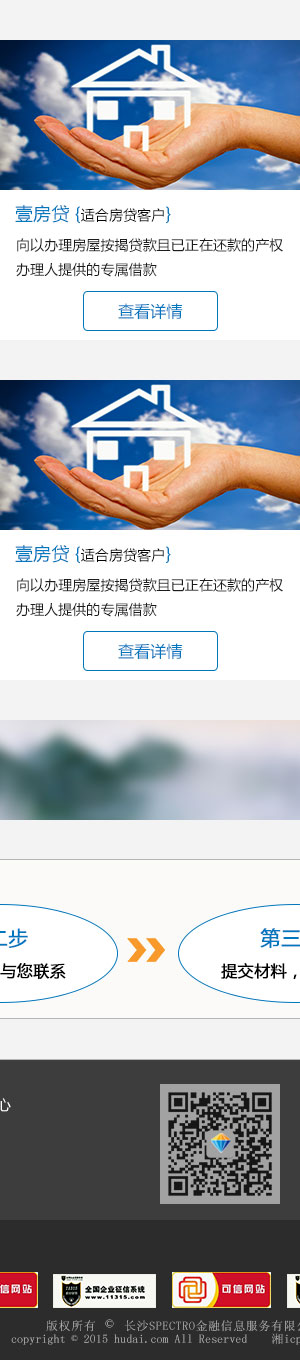 壹房贷 {适合房贷客户}
向以办理房屋按揭贷款且已正在还款的产权
办理人提供的专属借款
查看详情
壹房贷 {适合房贷客户}
向以办理房屋按揭贷款且已正在还款的产权
办理人提供的专属借款
查看详情
步 第三
与您联系 提交材料，
心
信网站 全国企业征信系统 可信网站
www.11315.com
版权所有 © 长沙SPECTRO金融信息服务有限
copyright © 2015 hudai.com All Reserved 湘icp